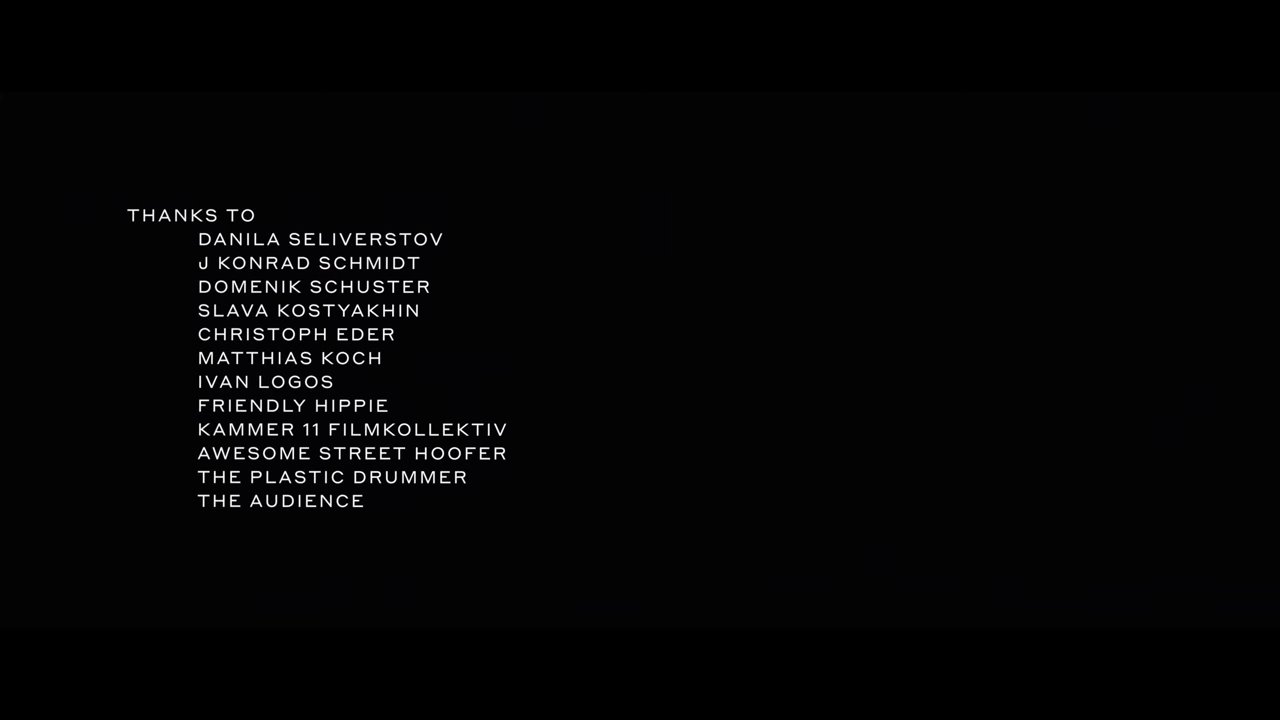 THANKS TO
DANILA SELIVERSTOV
J KONRAD SCHMIDT
DOMENIK SCHUSTER
SLAVA KOSTYAKHIN
CHRISTOPH EDER
MATTHIAS KOCH
IVAN LOGOS
FRIENDLY HIPPIE
KAMMER 11 FILMKOLLEKTIV
AWESOME STREET HOOFER
THE PLASTIC DRUMMER
THE AUDIENCE